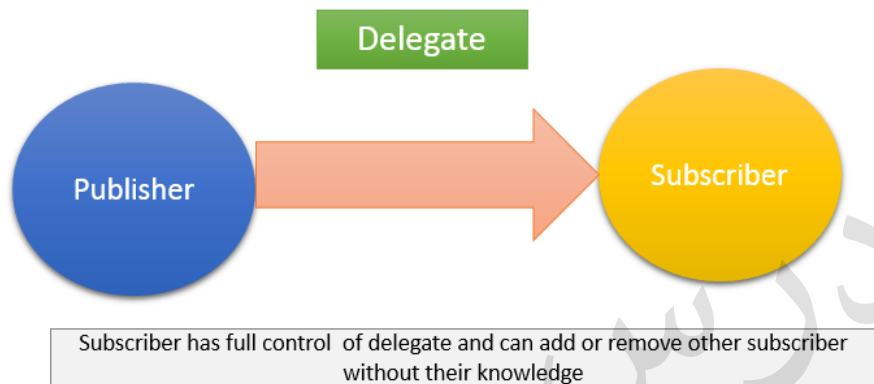 Delegate
Publisher
Subscriber
Subscriber has full control of delegate and can add or remove other subscriber
without their knowledge